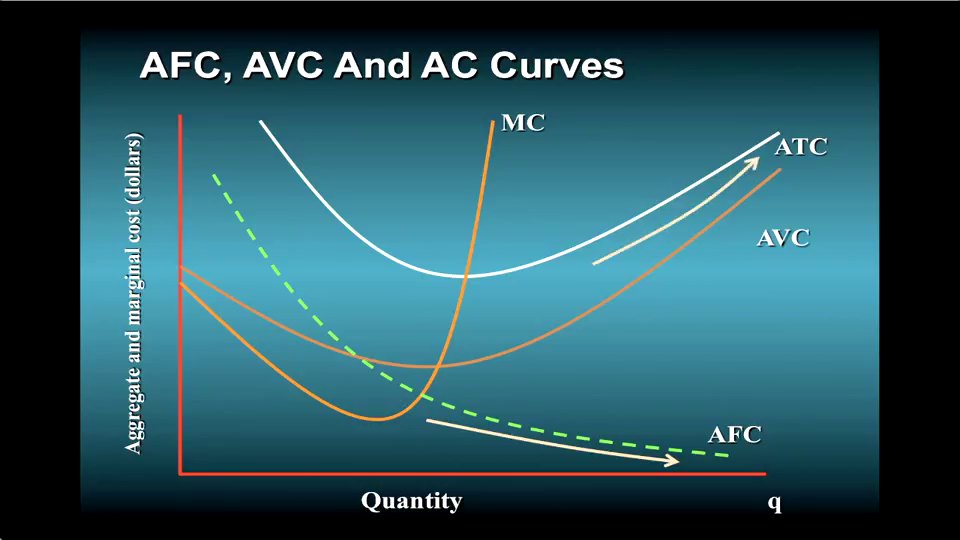 AFC, AVC And AC Curves
Aggregate and marginal cost (dollars)
MC
ATC
AVC
AFC
Quantity
q